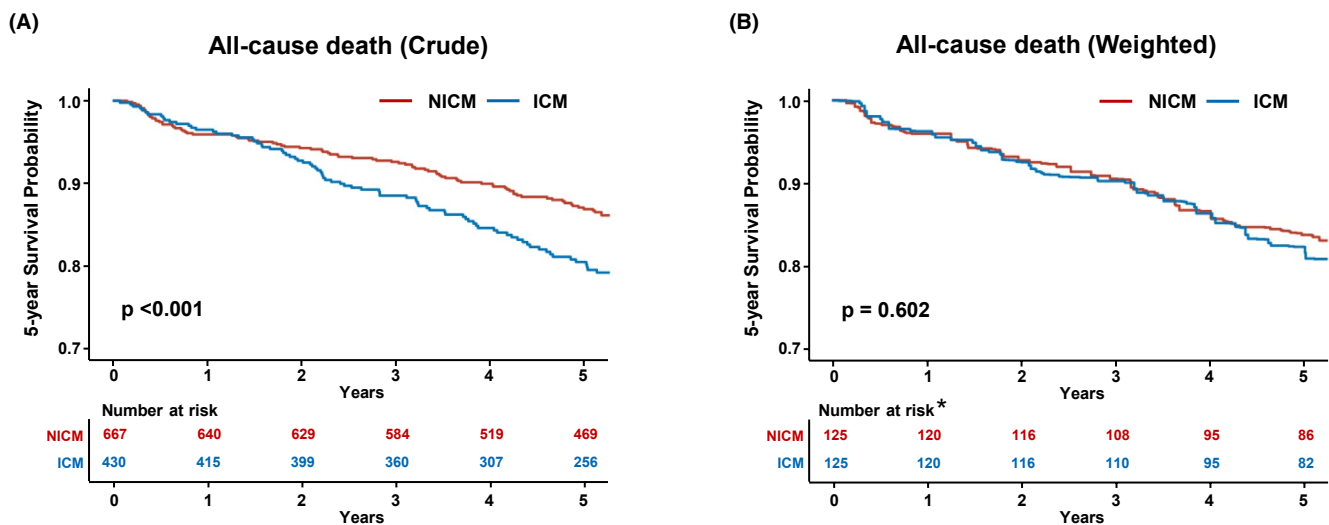 (A)
All-cause death (Crude)
NICM ICM
5-year Survival Probability
1.0
0.9
0.8
0.7
p <0.001
0 1 2 3 4 5
Years
Number at risk
NICM 667 640 629 584 519 469
ICM 430 415 399 360 307 256
0 1 2 3 4 5
Years
(B)
All-cause death (Weighted)
NICM ICM
5-year Survival Probability
1.0
0.9
0.8
0.7
p = 0.602
0 1 2 3 4 5
Years
Number at risk*
NICM 125 120 116 108 95 86
ICM 125 120 116 110 95 82
0 1 2 3 4 5
Years